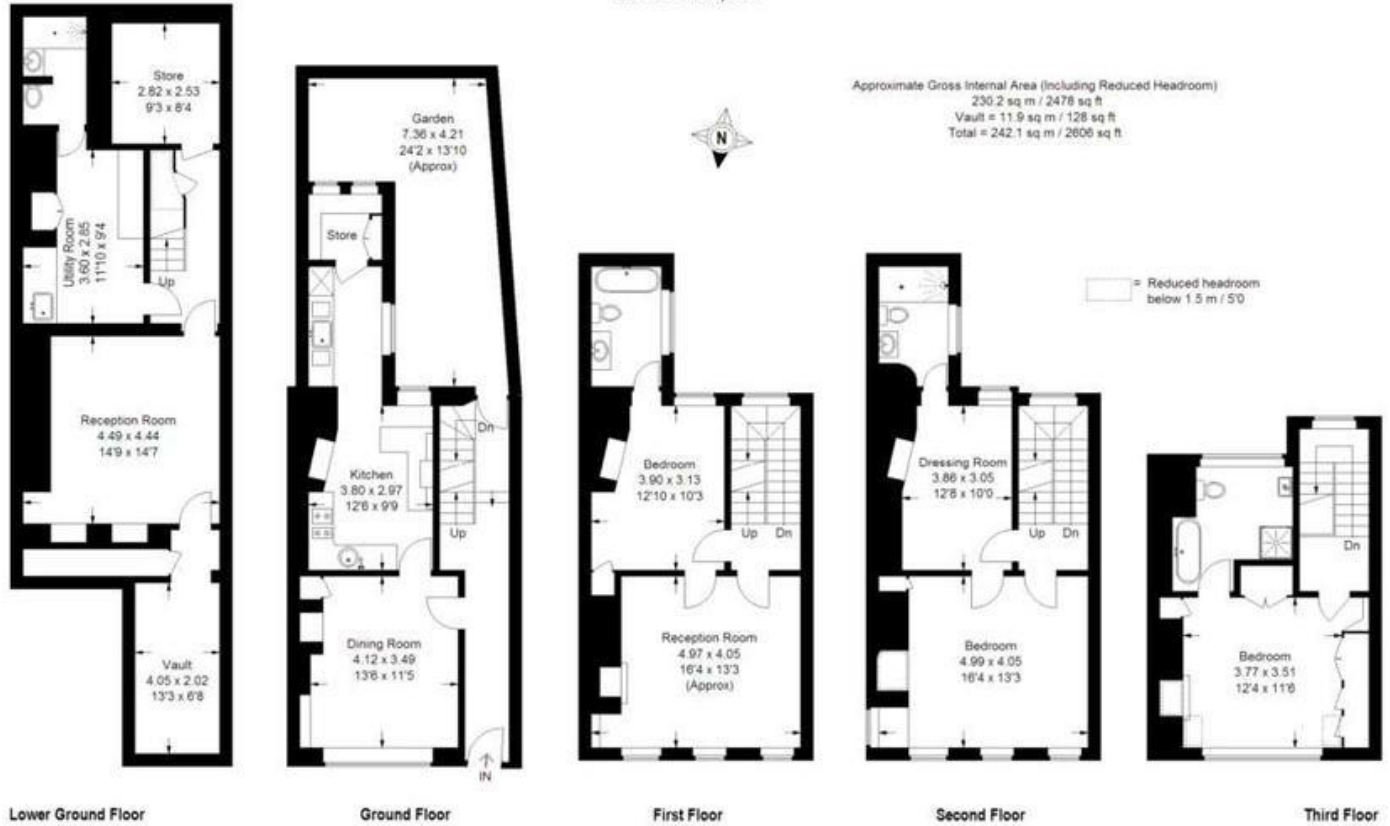 Approximate Gross Internal Area (Including Reduced Headroom)
230.2 sq m / 2478 sq ft
Vault = 11.9 sq m / 128 sq ft
Total = 242.1 sq m / 2606 sq ft
N
= Reduced headroom
below 1.5 m / 5'0
Store
2.82 x 2.53
9'3 x 8'4
Utility Room
3.60 x 2.85
11'10 x 9'4
Up
Reception Room
4.49 x 4.44
14'9 x 14'7
Vault
4.05 x 2.02
13'3 x 6'8
Lower Ground Floor
Garden
7.36 x 4.21
24'2 x 13'10
(Approx)
Store
Dn
Kitchen
3.80 x 2.97
12'6 x 9'9
Up
Dining Room
4.12 x 3.49
13'6 x 11'5
IN
Ground Floor
Bedroom
3.90 x 3.13
12'10 x 10'3
Up
Dn
Reception Room
4.97 x 4.05
16'4 x 13'3
(Approx)
First Floor
Dressing Room
3.86 x 3.05
12'8 x 10'0
Up
Dn
Bedroom
4.99 x 4.05
16'4 x 13'3
Second Floor
Dn
Bedroom
3.77 x 3.51
12'4 x 11'6
Third Floor